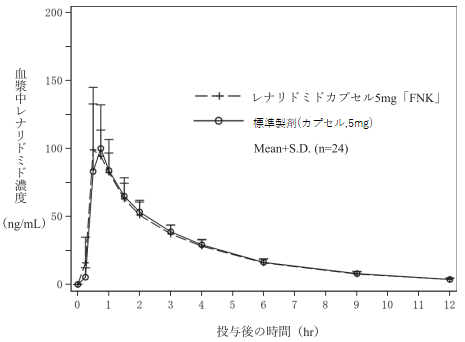 200
150
100
50
0
血漿中レナリドミド濃度
(ng/mL)
レナリドミドカプセル5mg「FNK」
標準製剤(カプセル,5mg)
Mean+S.D. (n=24)
0 1 2 3 4 5 6 7 8 9 10 11 12
投与後の時間（hr）